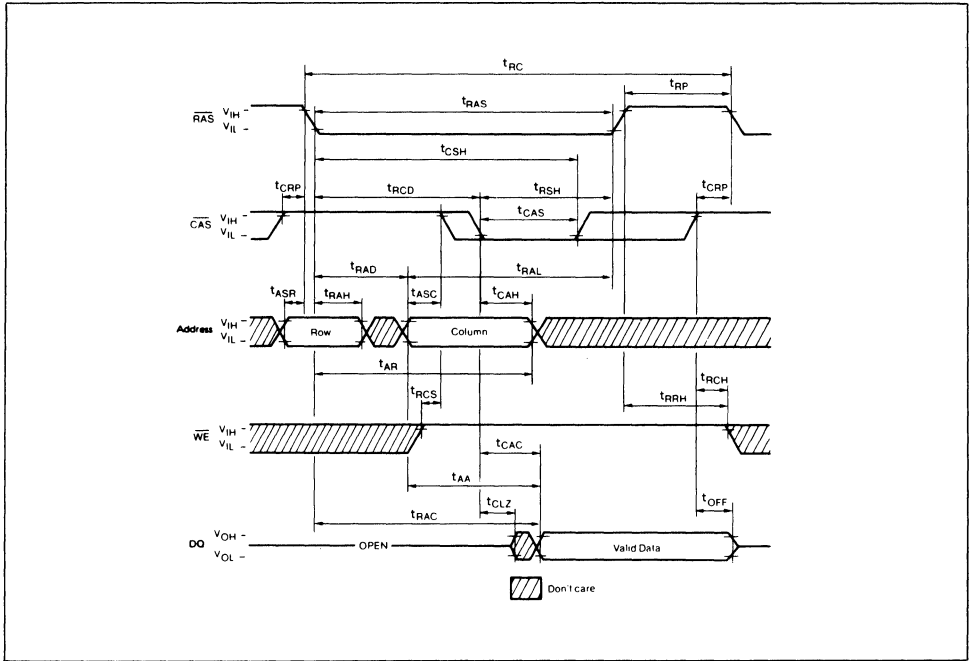 tRC
tRP
tRAS
RAS VIH
VIL
tCSH
tCRP tRCD tRSH tCRP
tCAS
CAS VIH
VIL
tRAD tRAL
tASR tRAH tASC tCAH
Address VIH
VIL
Row Column
tAR
tRCH
tRCS tRRH
WE VIH
VIL
tCAC
tAA
tCLZ tOFF
tRAC
DQ VOH
VOL
OPEN Valid Data
Don't care